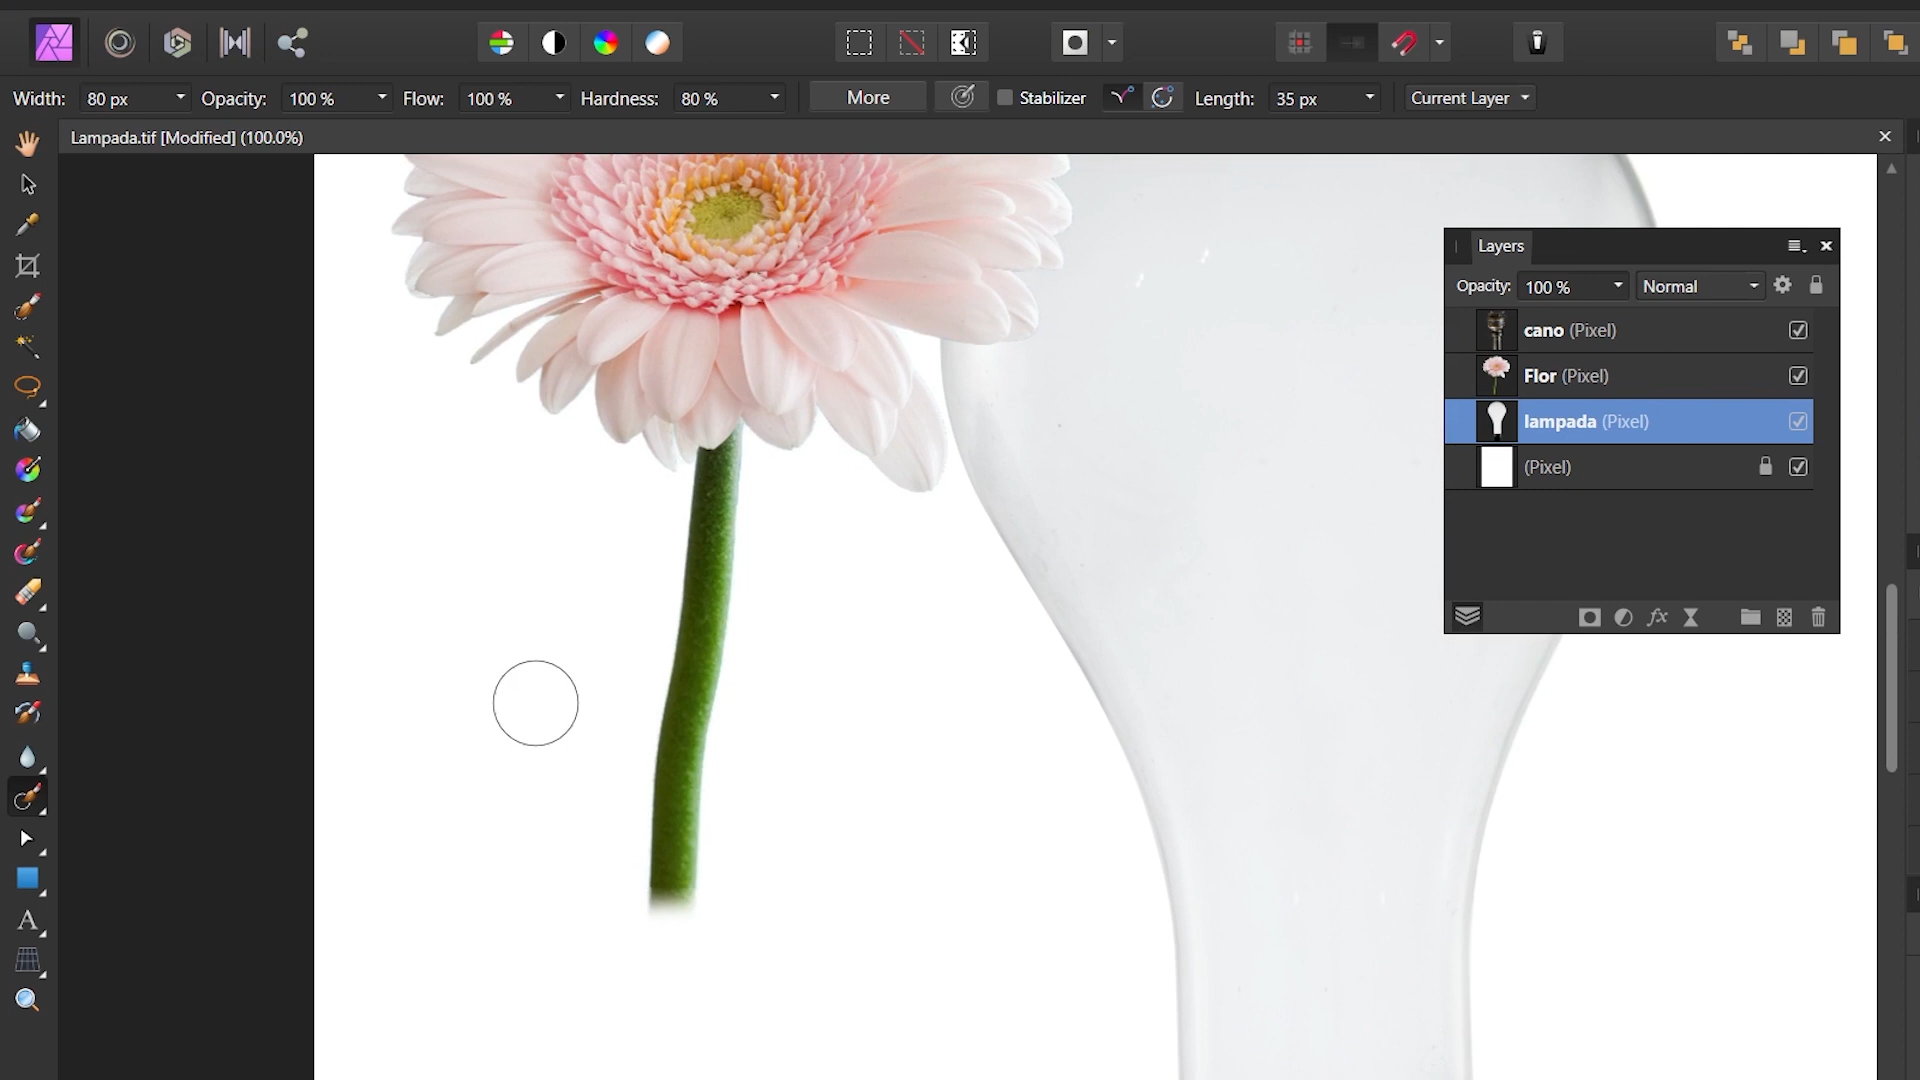 Width: 80 px Opacity: 100 % Flow: 100 % Hardness: 80 % More Stabilizer Length: 35 px Current Layer
Lampada.tif [Modified] (100.0%)
Layers
Opacity: 100 % Normal
cano (Pixel)
Flor (Pixel)
lampada (Pixel)
(Pixel)